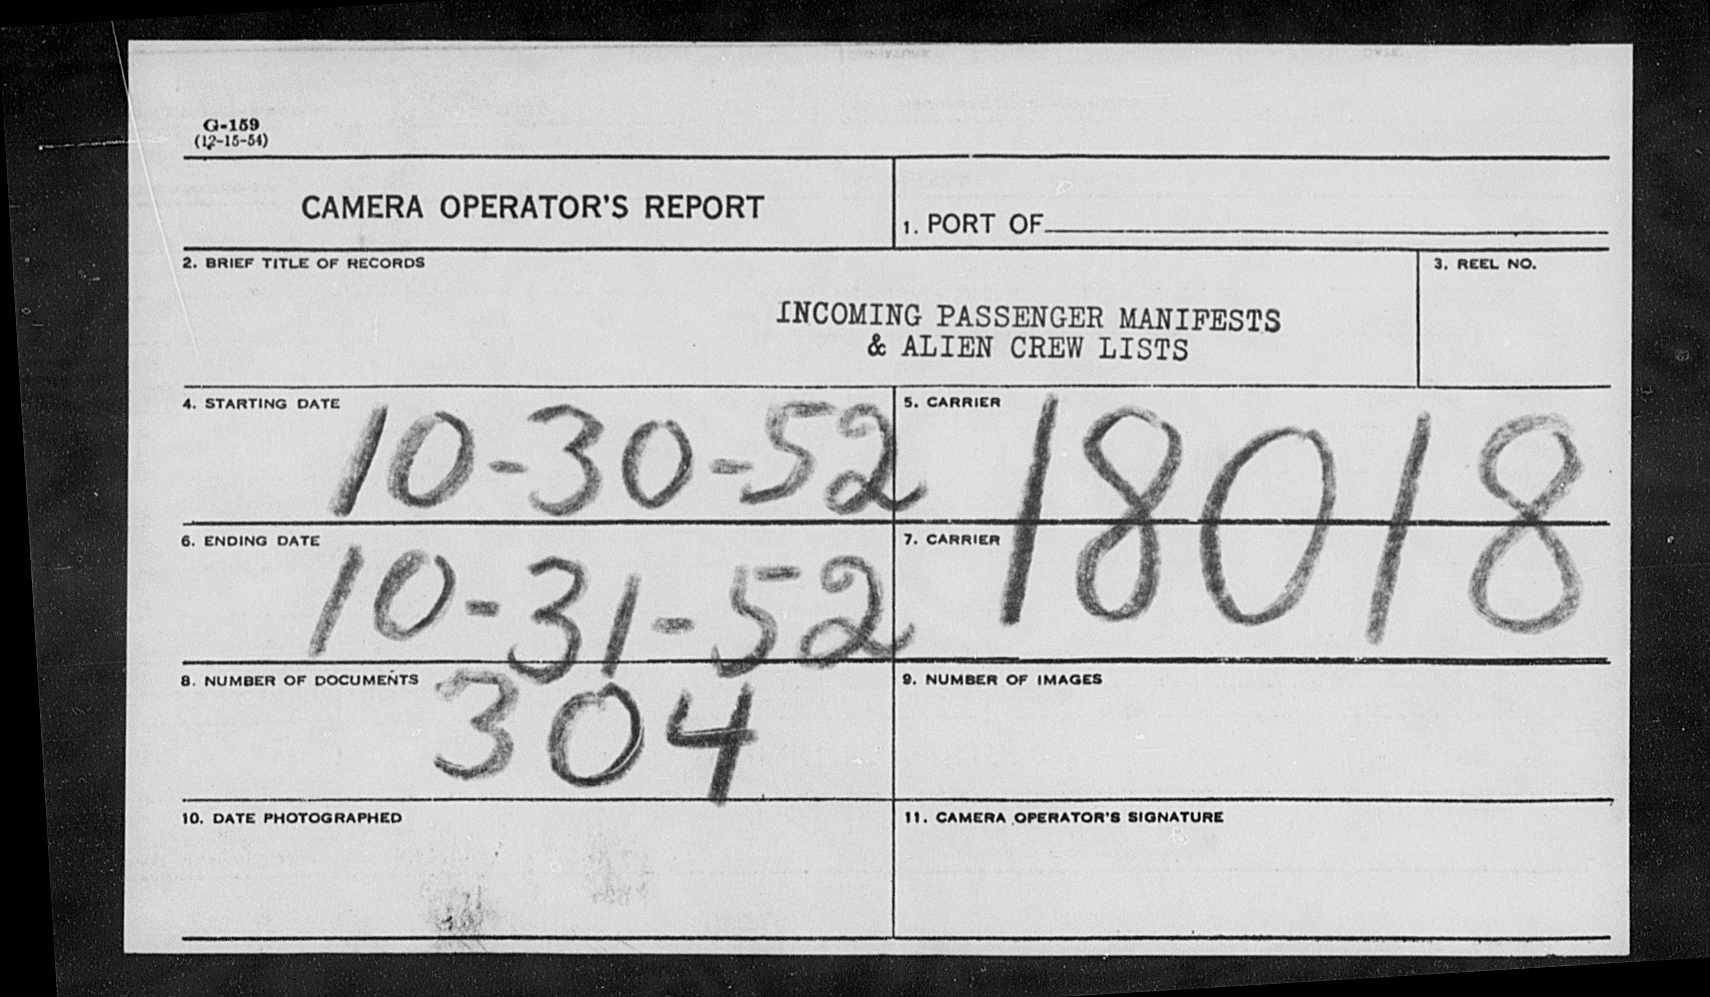 G-159
(12-15-54)
CAMERA OPERATOR'S REPORT
1. PORT OF
2. BRIEF TITLE OF RECORDS
3. REEL NO.
INCOMING PASSENGER MANIFESTS
& ALIEN CREW LISTS
4. STARTING DATE
10-30-52
5. CARRIER
18018
6. ENDING DATE
10-31-52
7. CARRIER
8. NUMBER OF DOCUMENTS
304
9. NUMBER OF IMAGES
10. DATE PHOTOGRAPHED
11. CAMERA OPERATOR'S SIGNATURE